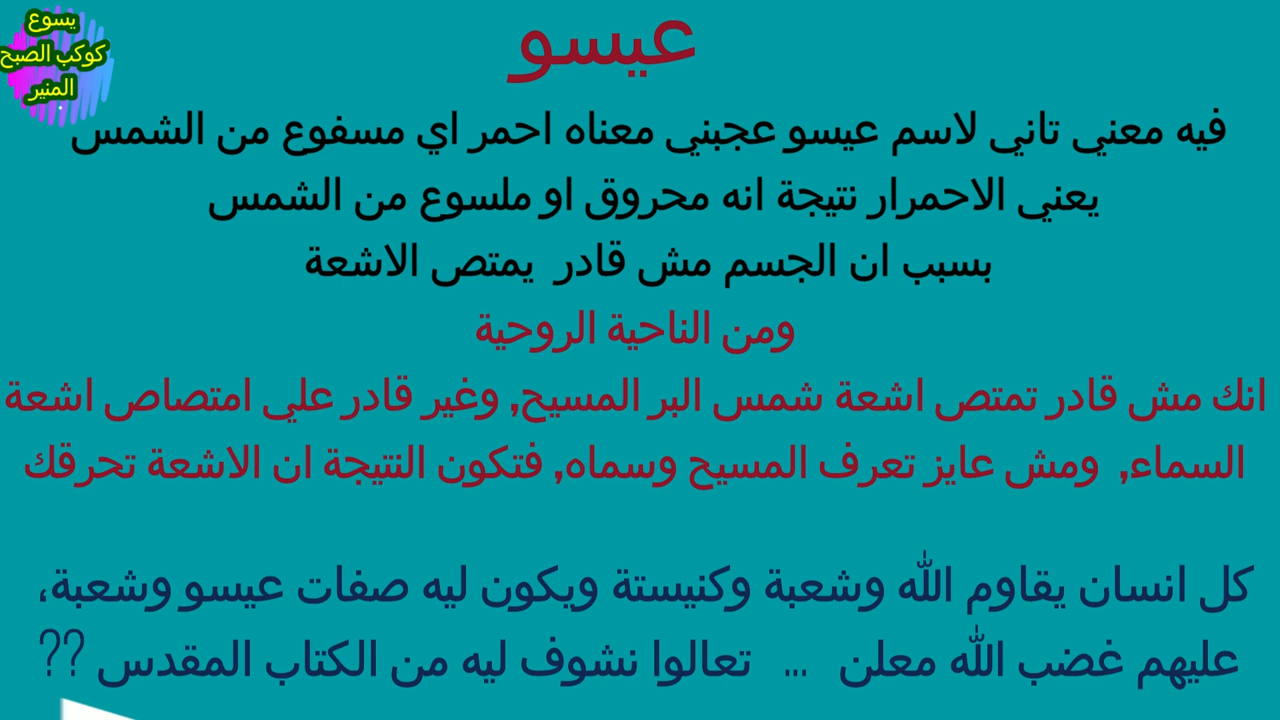 يسوع
كوكب الصبح
المنير
عيسو
فيه معني تاني لاسم عيسو عجبني معناه احمر اي مسفوع من الشمس
يعني الاحمرار نتيجة انه محروق او ملسوع من الشمس
بسبب ان الجسم مش قادر يمتص الاشعة
ومن الناحية الروحية
انك مش قادر تمتص اشعة شمس البر المسيح, وغير قادر علي امتصاص اشعة
السماء, ومش عايز تعرف المسيح وسماه, فتكون النتيجة ان الاشعة تحرقك
كل انسان يقاوم الله وشعبة وكنيستة ويكون ليه صفات عيسو وشعبة،
عليهم غضب الله معلن ... تعالوا نشوف ليه من الكتاب المقدس ??